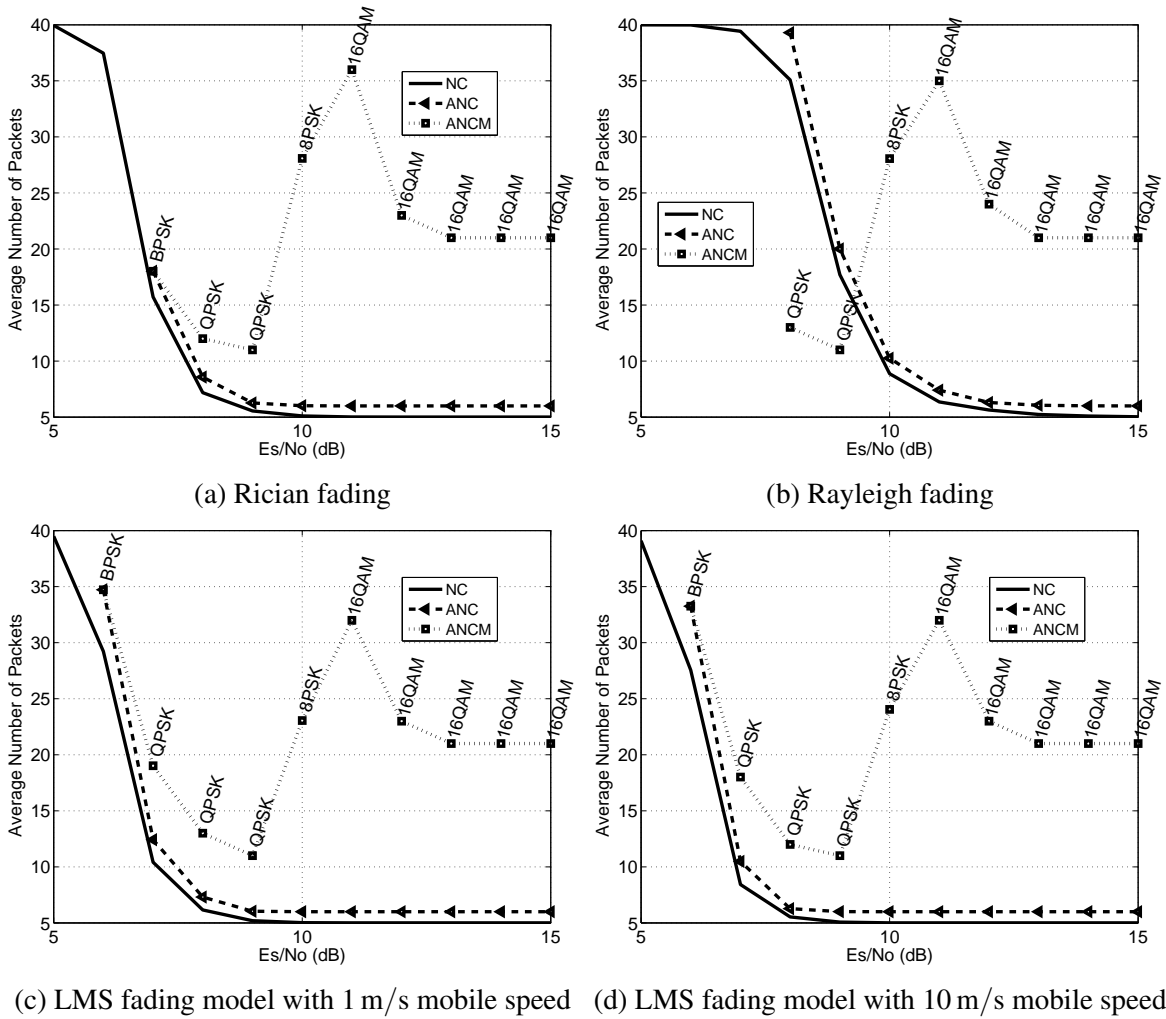 40
35
30
25
20
15
10
5
Average Number of Packets
BPSK
QPSK
QPSK
8PSK
16QAM
16QAM
16QAM
16QAM
16QAM
NC
ANC
ANCM
5
10
15
Es/No (dB)
(a) Rician fading
40
35
30
25
20
15
10
5
Average Number of Packets
QPSK
QPSK
8PSK
16QAM
16QAM
16QAM
16QAM
16QAM
NC
ANC
ANCM
5
10
15
Es/No (dB)
(b) Rayleigh fading
40
35
30
25
20
15
10
5
Average Number of Packets
BPSK
QPSK
QPSK
QPSK
8PSK
16QAM
16QAM
16QAM
16QAM
16QAM
NC
ANC
ANCM
5
10
15
Es/No (dB)
(c) LMS fading model with 1 m/s mobile speed
40
35
30
25
20
15
10
5
Average Number of Packets
BPSK
QPSK
QPSK
QPSK
8PSK
16QAM
16QAM
16QAM
16QAM
16QAM
NC
ANC
ANCM
5
10
15
Es/No (dB)
(d) LMS fading model with 10 m/s mobile speed